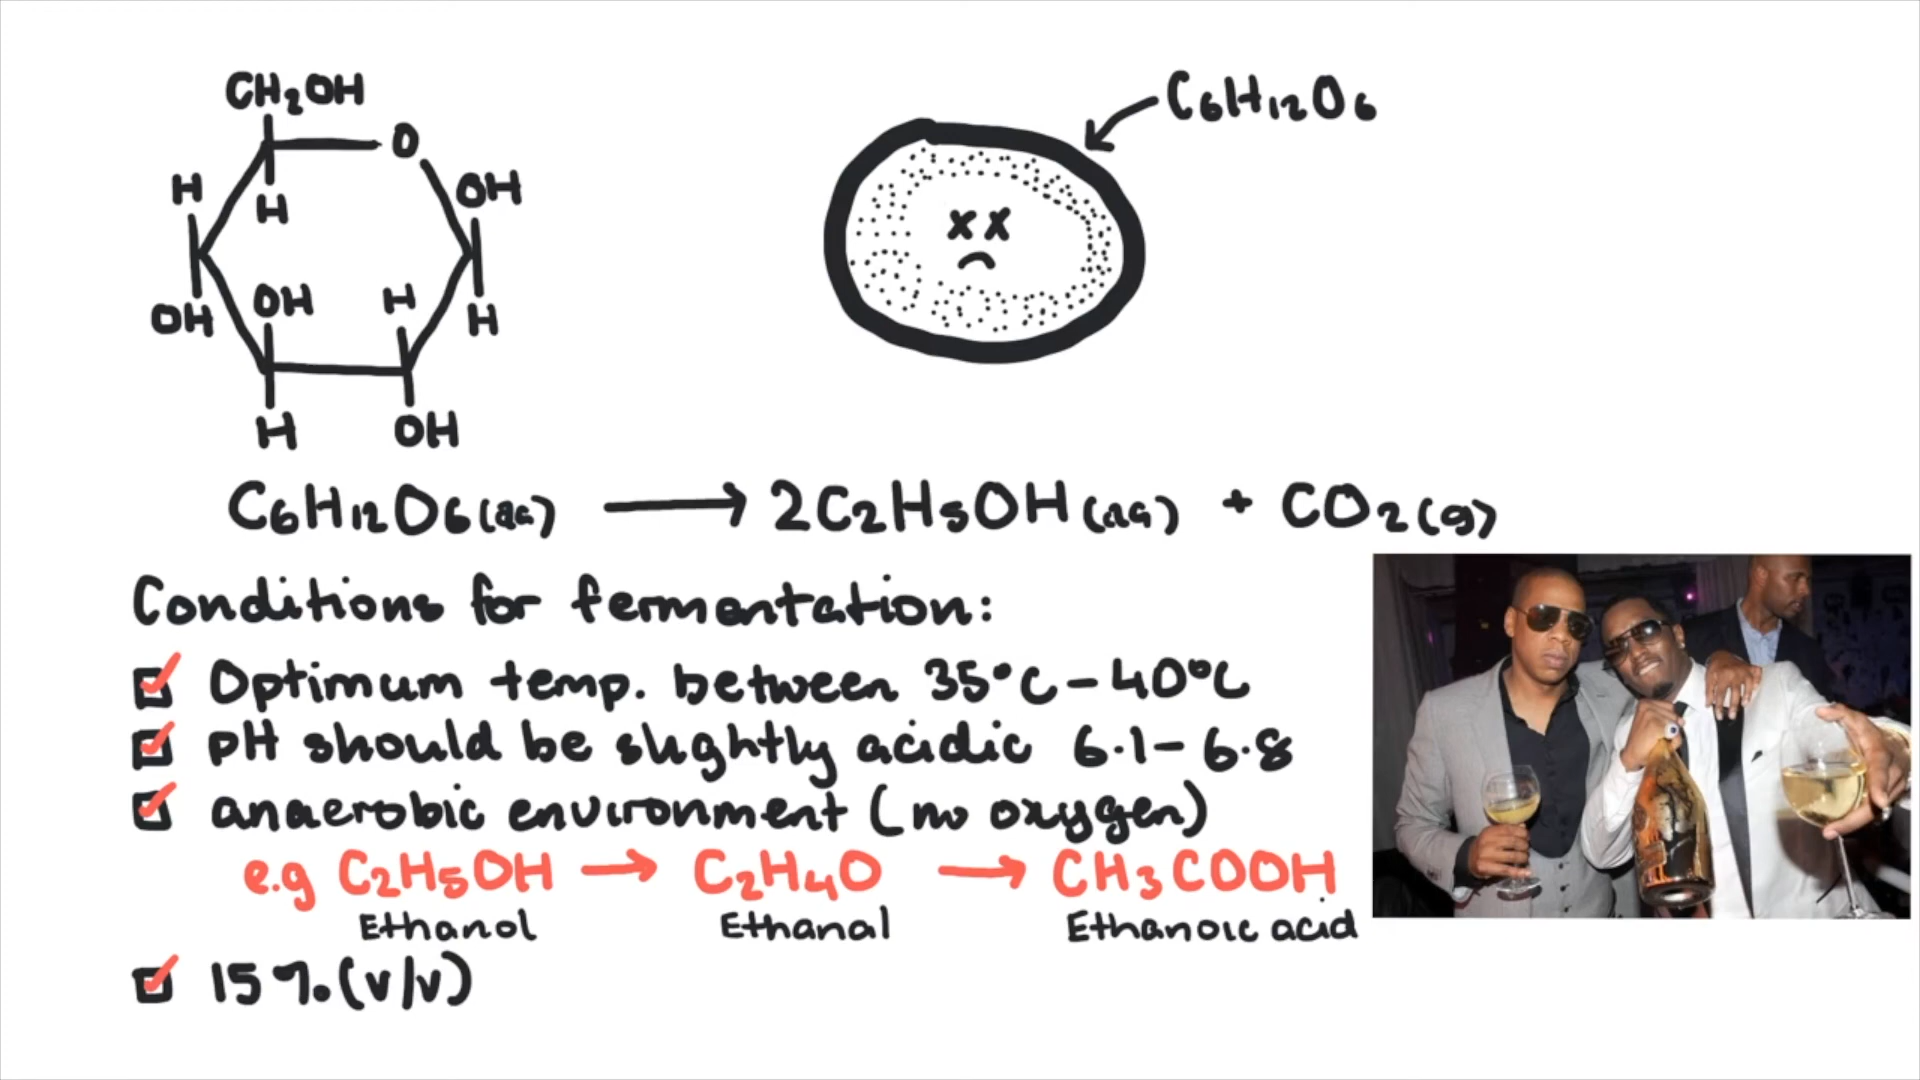 CH₂OH
O
H
H
OH
OH
OH
H
H
H
OH
C₆H₁₂O₆
x x
C₆H₁₂O₆(aq) ⟶ 2C₂H₅OH(aq) + CO₂(g)
Conditions for fermentation:
Optimum temp. between 35°C - 40°C
pH should be slightly acidic 6.1 - 6.8
anaerobic environment (no oxygen)
e.g C₂H₅OH → C₂H₄O → CH₃COOH
Ethanol Ethanal Ethanoic acid
15%(v/v)